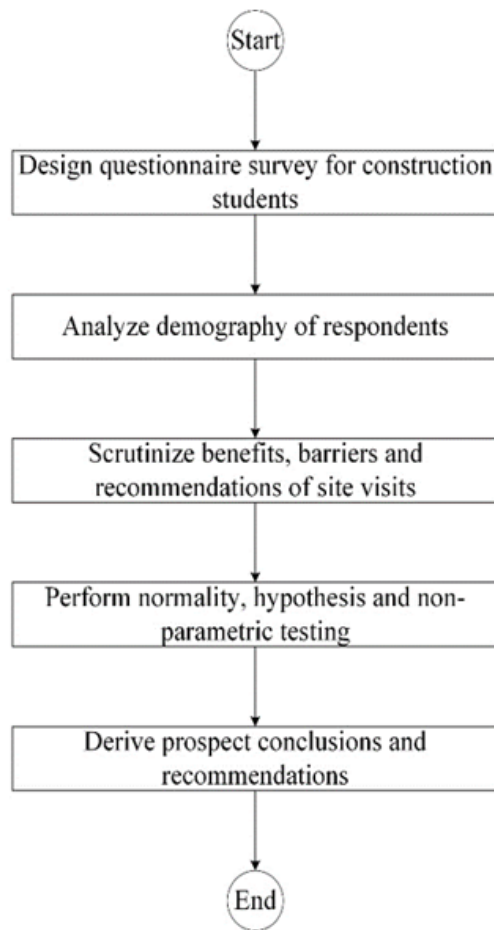 Start
Design questionnaire survey for construction
students
Analyze demography of respondents
Scrutinize benefits, barriers and
recommendations of site visits
Perform normality, hypothesis and non-
parametric testing
Derive prospect conclusions and
recommendations
End